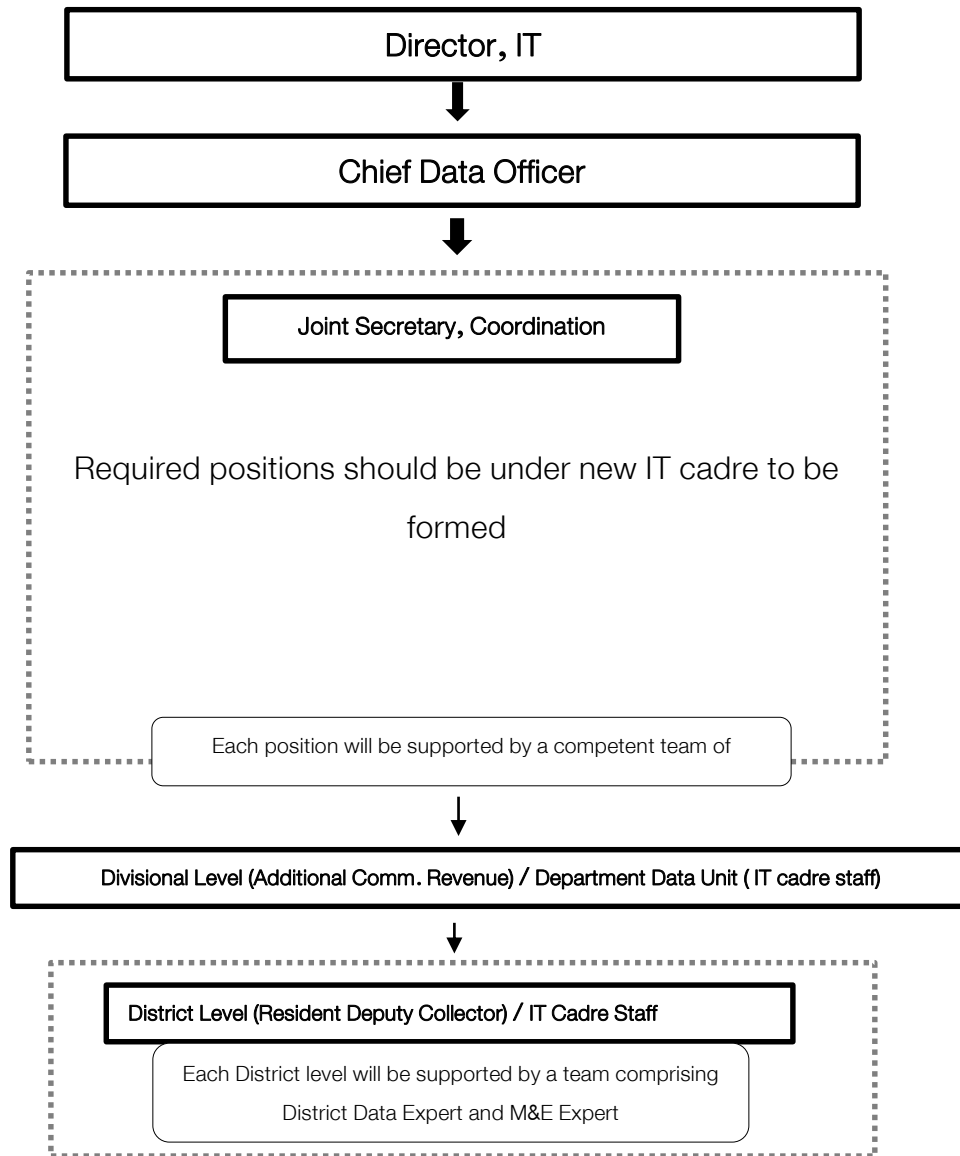 Director, IT
Chief Data Officer
Joint Secretary, Coordination
Required positions should be under new IT cadre to be
formed
Each position will be supported by a competent team of
Divisional Level (Additional Comm. Revenue) / Department Data Unit ( IT cadre staff)
District Level (Resident Deputy Collector) / IT Cadre Staff
Each District level will be supported by a team comprising
District Data Expert and M&E Expert